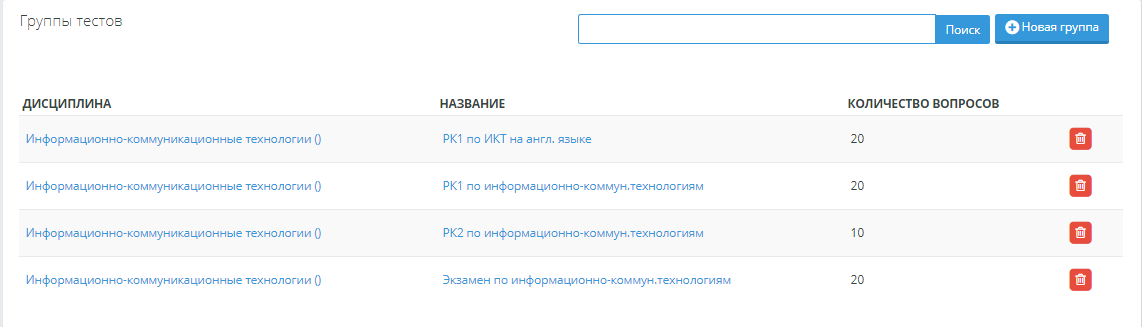 Группы тестов
Поиск
Новая группа
ДИСЦИПЛИНА НАЗВАНИЕ КОЛИЧЕСТВО ВОПРОСОВ
Информационно-коммуникационные технологии () РК1 по ИКТ на англ. языке 20
Информационно-коммуникационные технологии () РК1 по информационно-коммун.технологиям 20
Информационно-коммуникационные технологии () РК2 по информационно-коммун.технологиям 10
Информационно-коммуникационные технологии () Экзамен по информационно-коммун.технологиям 20